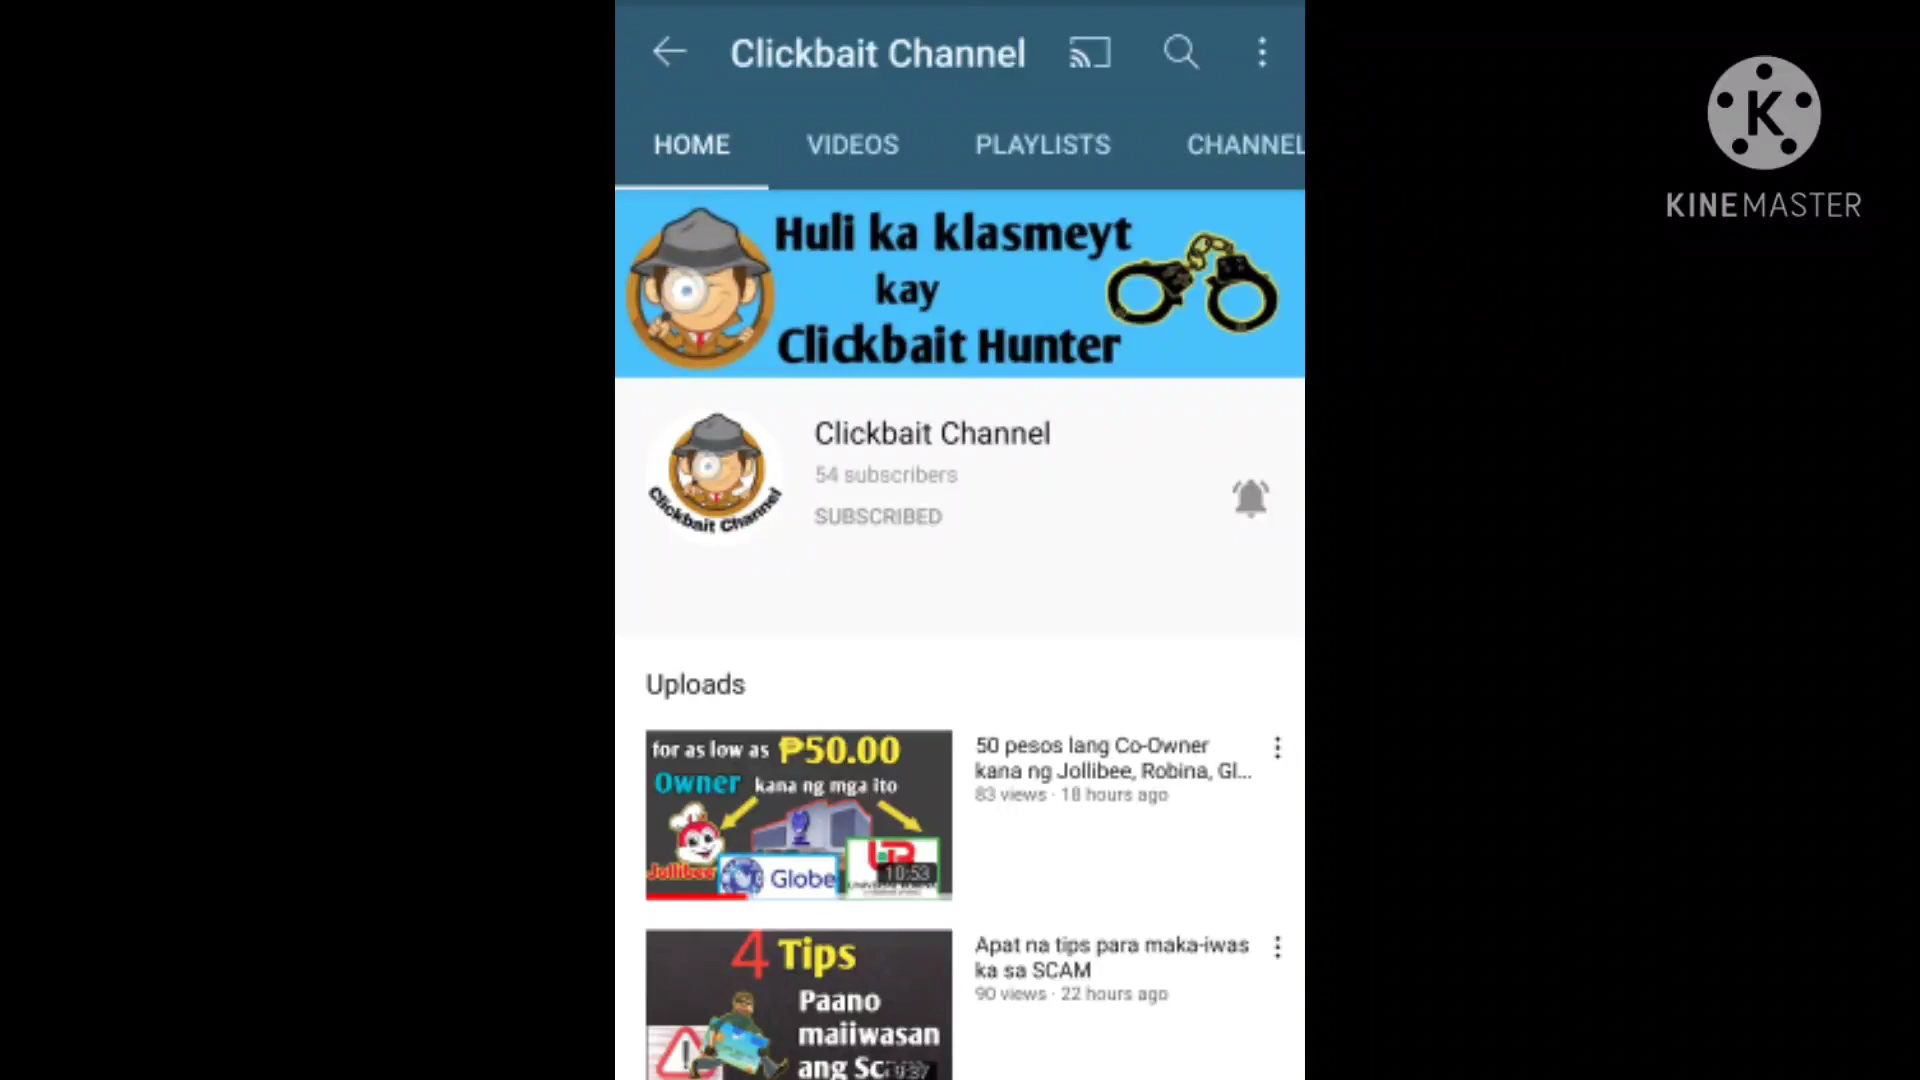 Clickbait Channel
HOME
VIDEOS
PLAYLISTS
CHANNEL
KINEMASTER
Huli ka klasmeyt
kay
Clickbait Hunter
Clickbait Channel
Clickbait Channel
54 subscribers
SUBSCRIBED
Uploads
for as low as ₱50.00
Owner kana ng mga ito
Jollibee
Globe
10:53
50 pesos lang Co-Owner
kana ng Jollibee, Robina, Gl...
83 views · 18 hours ago
4 Tips
Paano
maiiwasan
ang
Apat na tips para maka-iwas
ka sa SCAM
90 views · 22 hours ago